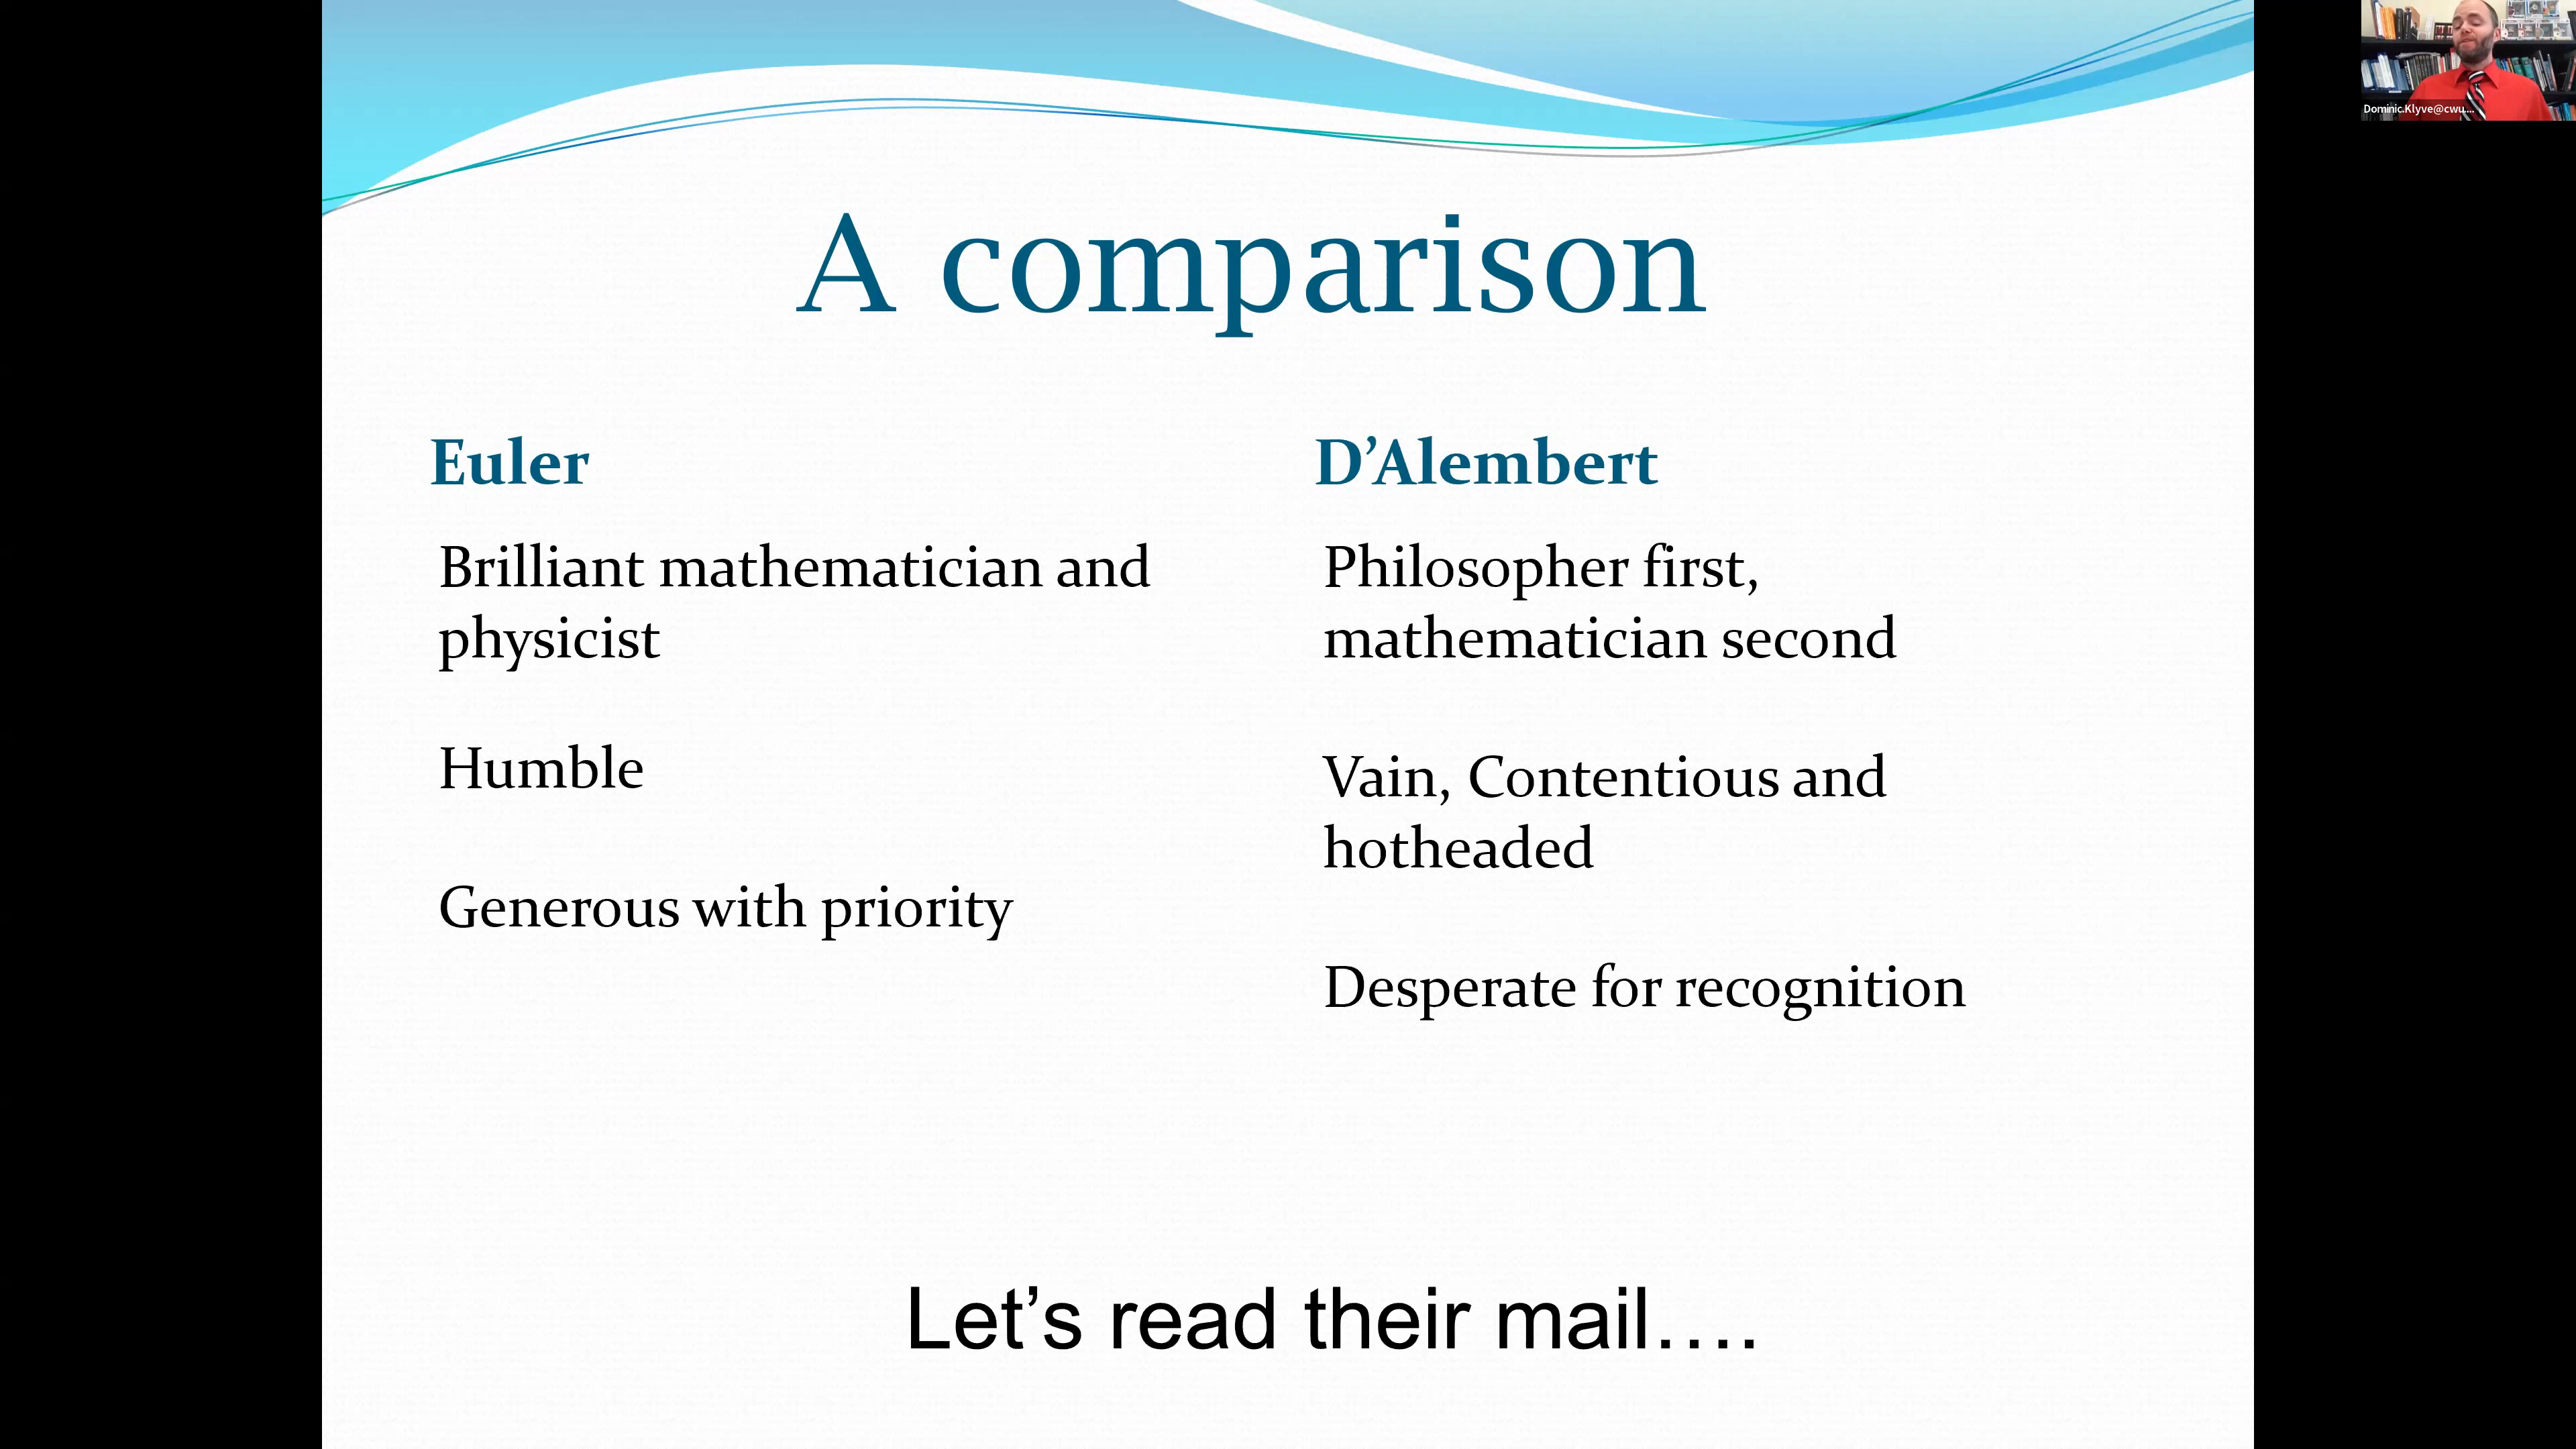 A comparison
Euler
Brilliant mathematician and
physicist
Humble
Generous with priority
D’Alembert
Philosopher first,
mathematician second
Vain, Contentious and
hotheaded
Desperate for recognition
Let’s read their mail….
Dominic.Klyve@cwu....